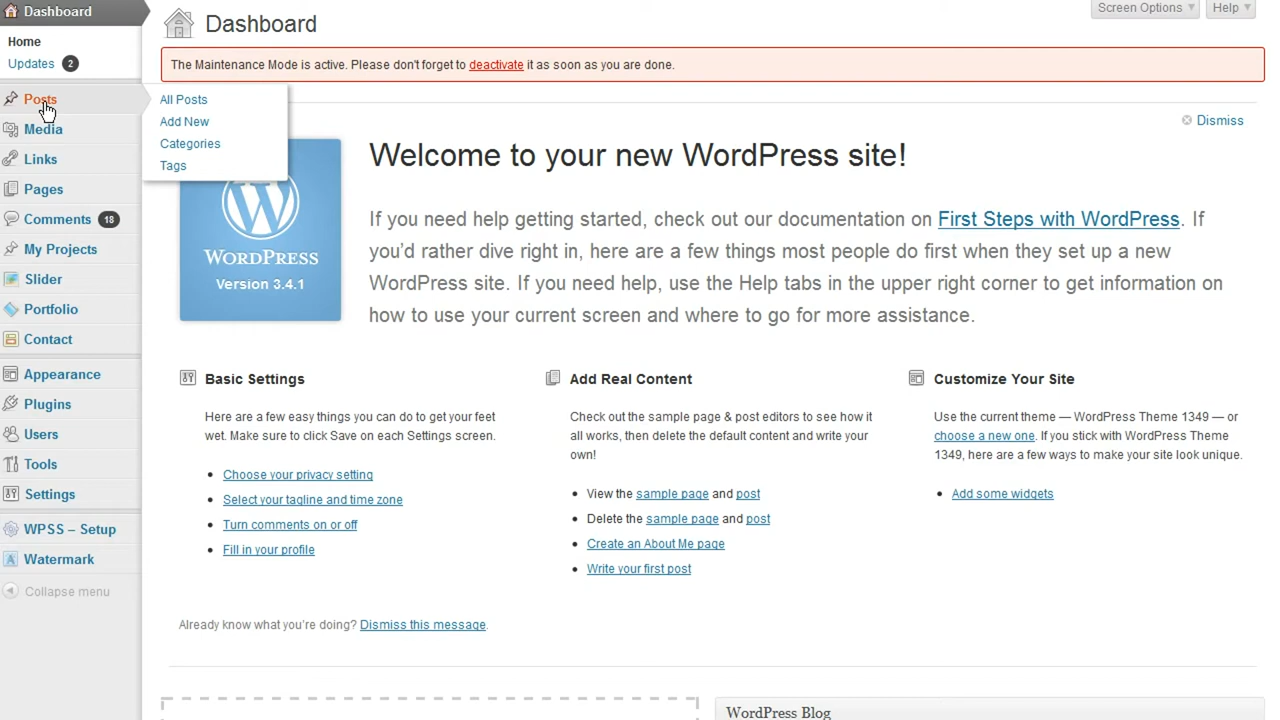 Dashboard
Home
Updates 2
Posts
Media
Links
Pages
Comments 18
My Projects
Slider
Portfolio
Contact
Appearance
Plugins
Users
Tools
Settings
WPSS – Setup
Watermark
Collapse menu
All Posts
Add New
Categories
Tags
Screen Options
Help
Dashboard
The Maintenance Mode is active. Please don't forget to deactivate it as soon as you are done.
Dismiss
WORDPRESS
Version 3.4.1
Welcome to your new WordPress site!
If you need help getting started, check out our documentation on First Steps with WordPress. If
you’d rather dive right in, here are a few things most people do first when they set up a new
WordPress site. If you need help, use the Help tabs in the upper right corner to get information on
how to use your current screen and where to go for more assistance.
Basic Settings
Here are a few easy things you can do to get your feet
wet. Make sure to click Save on each Settings screen.
Choose your privacy setting
Select your tagline and time zone
Turn comments on or off
Fill in your profile
Add Real Content
Check out the sample page & post editors to see how it
all works, then delete the default content and write your
own!
View the sample page and post
Delete the sample page and post
Create an About Me page
Write your first post
Customize Your Site
Use the current theme — WordPress Theme 1349 — or
choose a new one. If you stick with WordPress Theme
1349, here are a few ways to make your site look unique.
Add some widgets
Already know what you’re doing? Dismiss this message.
WordPress Blog